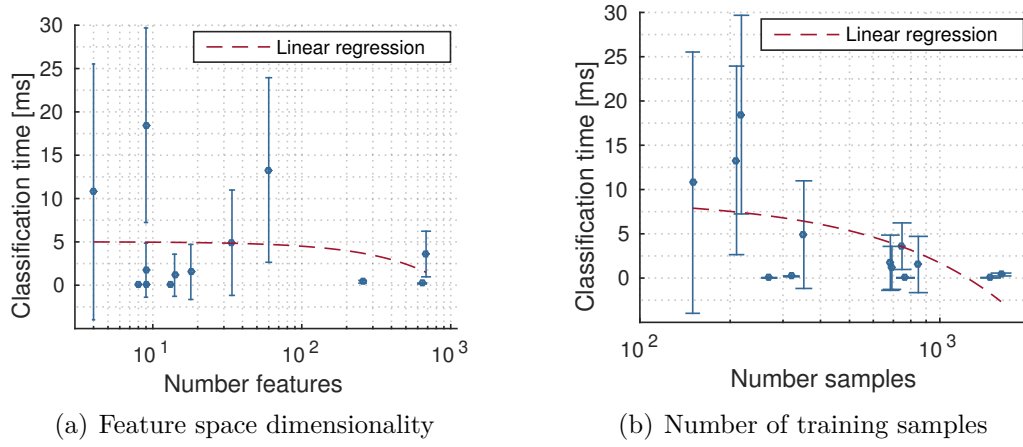 30
25
20
15
10
5
0
Classification time [ms]
Linear regression
10^1
10^2
10^3
Number features
(a) Feature space dimensionality
30
25
20
15
10
5
0
5
Classification time [ms]
Linear regression
10^2
10^3
Number samples
(b) Number of training samples